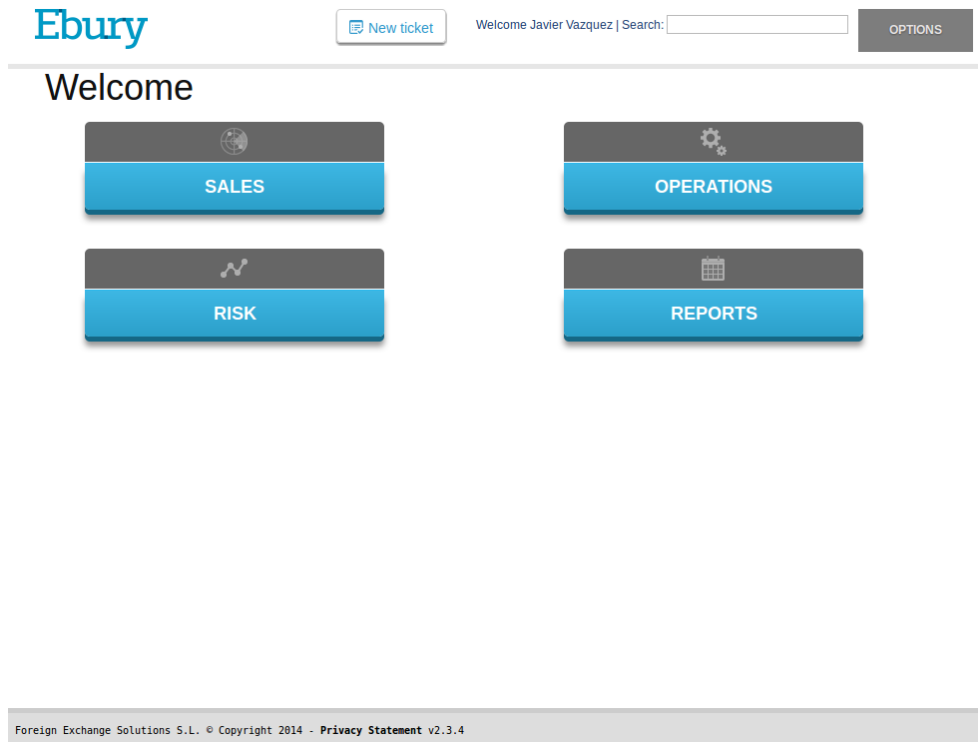 Ebury
New ticket
Welcome Javier Vazquez | Search:
OPTIONS
Welcome
SALES
OPERATIONS
RISK
REPORTS
Foreign Exchange Solutions S.L. © Copyright 2014 - Privacy Statement v2.3.4